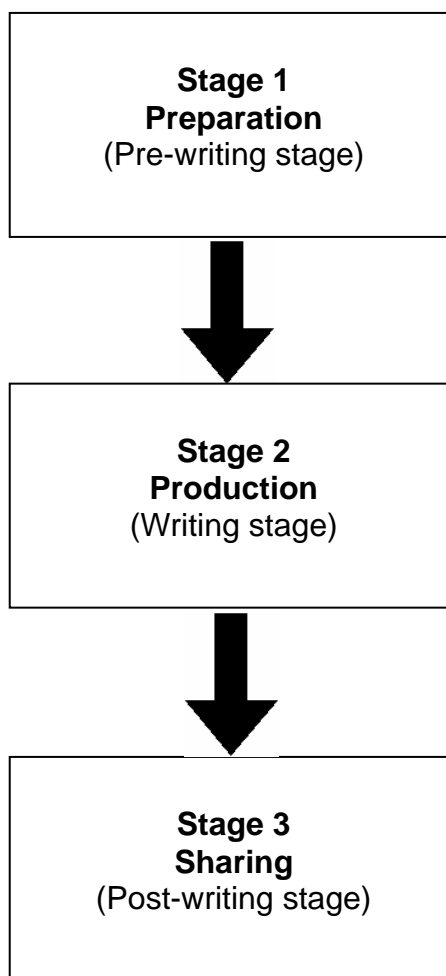 Stage 1
Preparation
(Pre-writing stage)
Stage 2
Production
(Writing stage)
Stage 3
Sharing
(Post-writing stage)